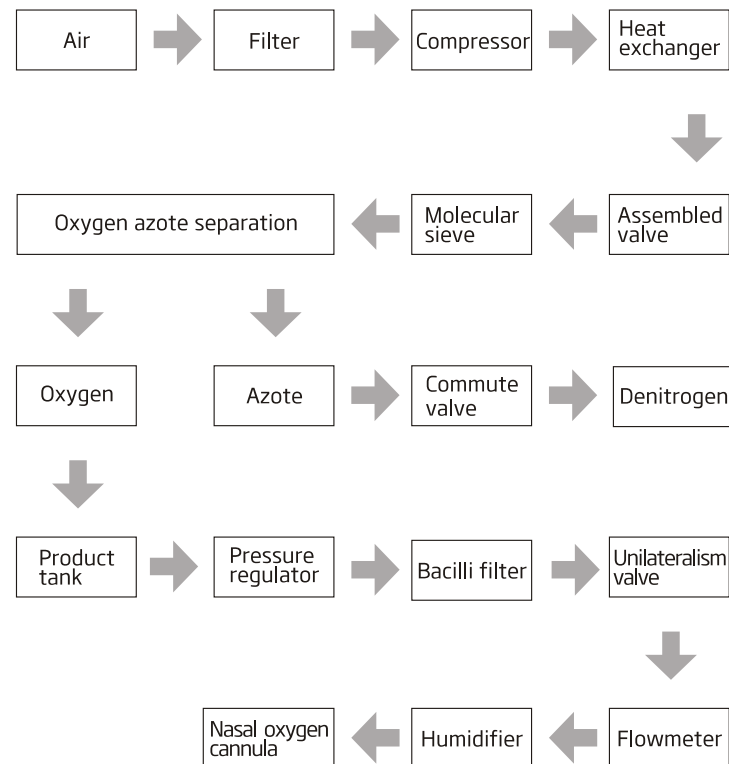 Air
Filter
Compressor
Heat
exchanger
Oxygen azote separation
Molecular
sieve
Assembled
valve
Oxygen
Azote
Commute
valve
Denitrogen
Product
tank
Pressure
regulator
Bacilli filter
Unilateralism
valve
Nasal oxygen
cannula
Humidifier
Flowmeter